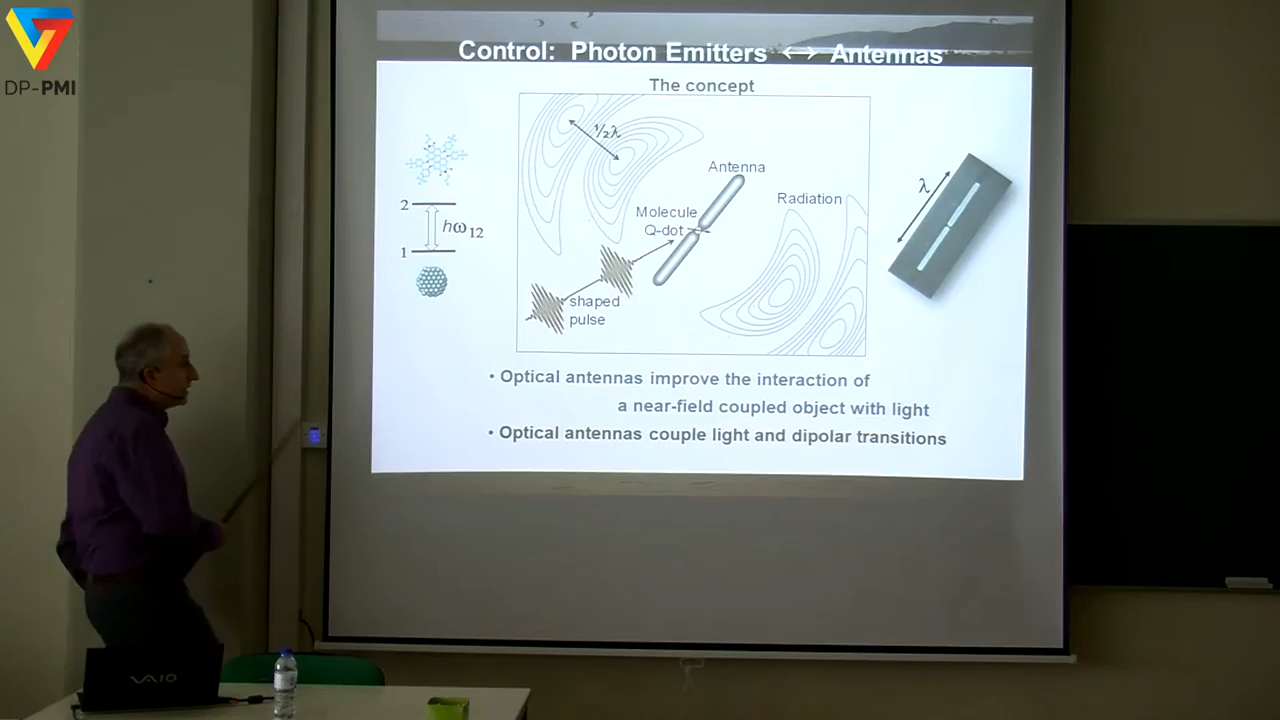 DP-PMI
Control: Photon Emitters ↔ Antennas
The concept
½λ
Antenna
Radiation
Molecule
Q-dot
shaped
pulse
2
ħω12
1
λ
• Optical antennas improve the interaction of
a near-field coupled object with light
• Optical antennas couple light and dipolar transitions
VAIO